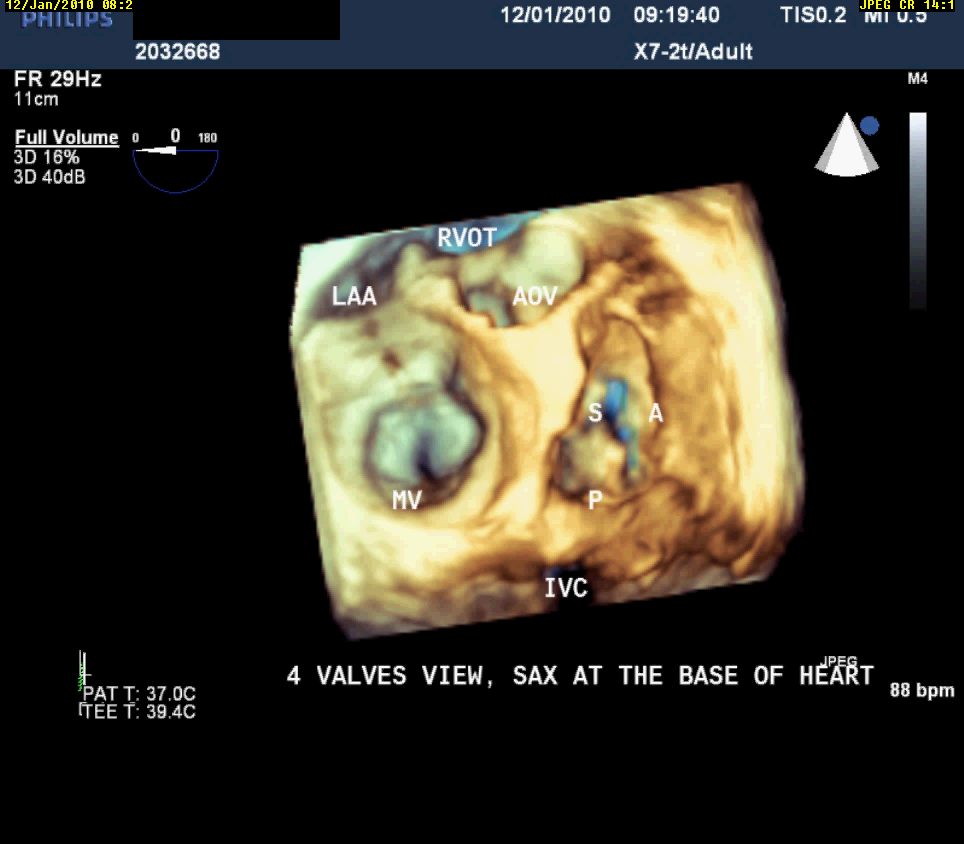 12/Jan/2010 08:2
JPEG CR 14:1
PHILIPS
12/01/2010 09:19:40 TIS0.2 MI 0.5
2032668 X7-2t/Adult
FR 29Hz
11cm
M4
Full Volume
0 0 180
3D 16%
3D 40dB
RVOT
LAA AOV
S A
MV P
IVC
JPEG
4 VALVES VIEW, SAX AT THE BASE OF HEART
88 bpm
PAT T: 37.0C
TEE T: 39.4C